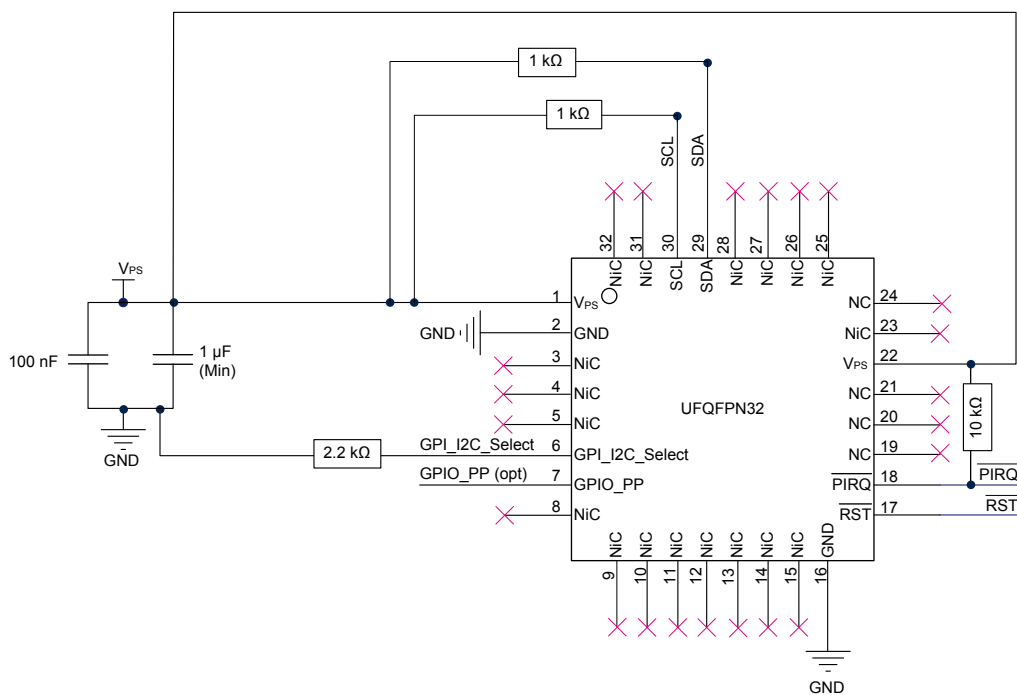 1 kΩ
1 kΩ
SCL
SDA
32
31
30
29
28
27
26
25
NiC
NiC
SCL
SDA
NiC
NiC
NiC
NiC
VPS
100 nF
1 µF
(Min)
GND
GND
1
VPS
2
GND
3
NiC
4
NiC
5
NiC
2.2 kΩ
GPI_I2C_Select
6
GPI_I2C_Select
GPIO_PP (opt)
7
GPIO_PP
8
NiC
UFQFPN32
NC
24
NiC
23
VPS
22
NC
21
NC
20
NC
19
10 kΩ
PIRQ
18
PIRQ
RST
17
RST
NiC
NiC
NiC
NiC
NiC
NiC
NiC
GND
9
10
11
12
13
14
15
16
GND